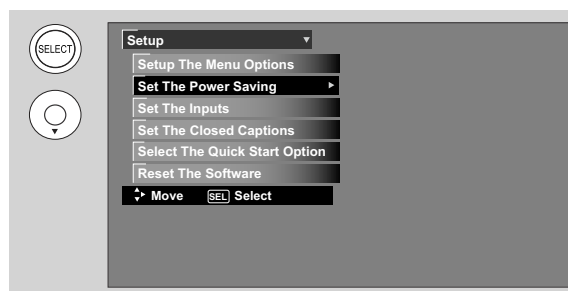 SELECT
Setup
Setup The Menu Options
Set The Power Saving
Set The Inputs
Set The Closed Captions
Select The Quick Start Option
Reset The Software
Move SEL Select